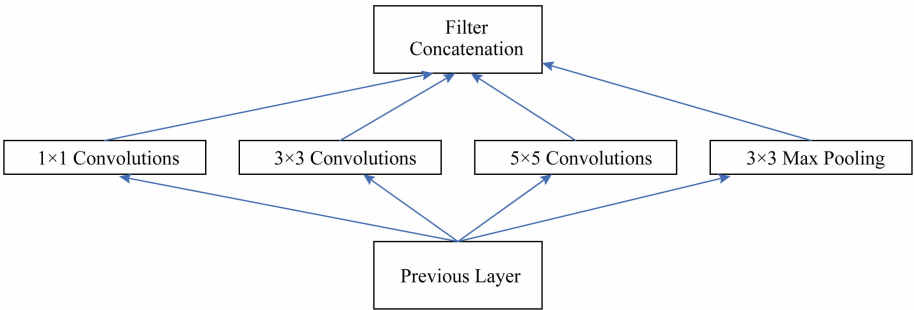 Filter
Concatenation
1×1 Convolutions
3×3 Convolutions
5×5 Convolutions
3×3 Max Pooling
Previous Layer